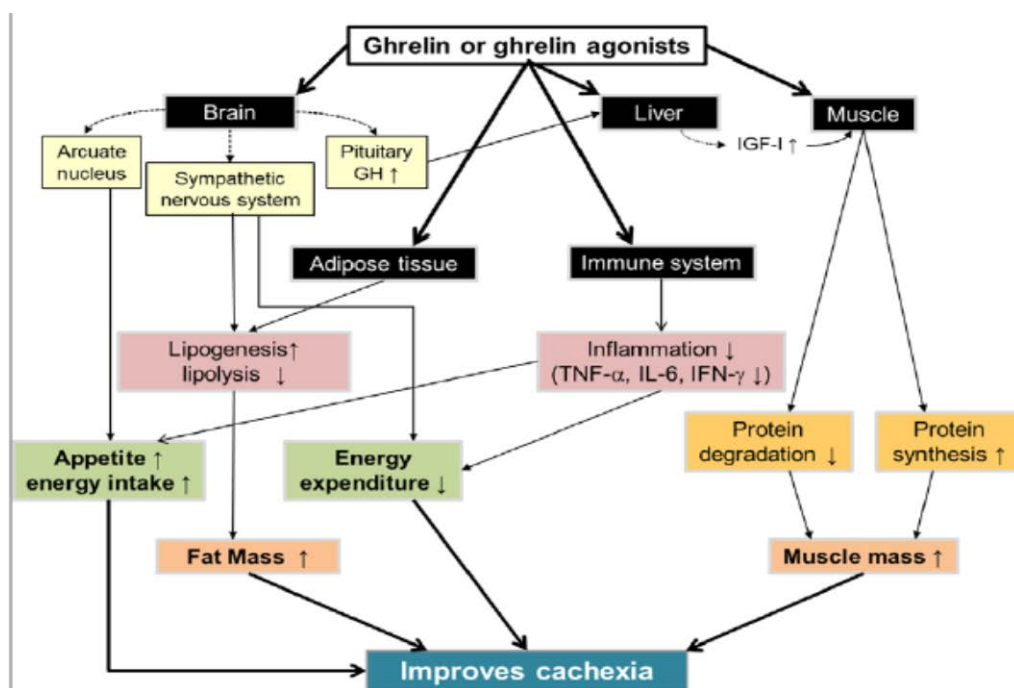 Ghrelin or ghrelin agonists
Brain
Liver
Muscle
Arcuate
nucleus
Sympathetic
nervous system
Pituitary
GH ↑
IGF-I ↑
Adipose tissue
Immune system
Lipogenesis↑
lipolysis ↓
Inflammation ↓
(TNF-α, IL-6, IFN-γ ↓)
Appetite ↑
energy intake ↑
Energy
expenditure ↓
Protein
degradation ↓
Protein
synthesis ↑
Fat Mass ↑
Muscle mass ↑
Improves cachexia